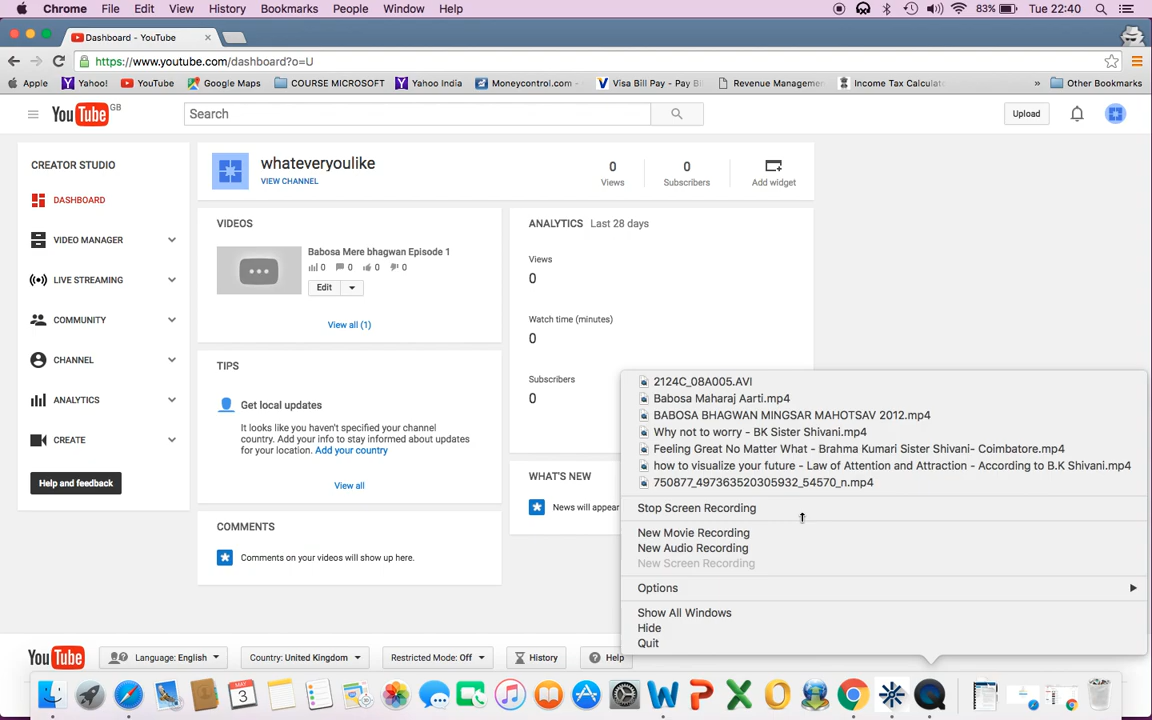 Chrome File Edit View History Bookmarks People Window Help 83% Tue 22:40
Dashboard - YouTube
https://www.youtube.com/dashboard?o=U
Apple Yahoo! YouTube Google Maps COURSE MICROSOFT Yahoo India Moneycontrol.com - Visa Bill Pay - Pay Bi Revenue Managemen Income Tax Calculat » Other Bookmarks
YouTube GB Search Upload
CREATOR STUDIO
DASHBOARD
VIDEO MANAGER
LIVE STREAMING
COMMUNITY
CHANNEL
ANALYTICS
CREATE
Help and feedback
whateveryoulike
VIEW CHANNEL
0 Views
0 Subscribers
Add widget
VIDEOS
Babosa Mere bhagwan Episode 1
0 0 0 0
Edit
View all (1)
TIPS
Get local updates
It looks like you haven't specified your channel
country. Add your info to stay informed about updates
for your location. Add your country
View all
COMMENTS
Comments on your videos will show up here.
ANALYTICS Last 28 days
Views
0
Watch time (minutes)
0
Subscribers
0
WHAT'S NEW
News will appear
2124C_08A005.AVI
Babosa Maharaj Aarti.mp4
BABOSA BHAGWAN MINGSAR MAHOTSAV 2012.mp4
Why not to worry - BK Sister Shivani.mp4
Feeling Great No Matter What - Brahma Kumari Sister Shivani- Coimbatore.mp4
how to visualize your future - Law of Attention and Attraction - According to B.K Shivani.mp4
750877_497363520305932_54570_n.mp4
Stop Screen Recording
New Movie Recording
New Audio Recording
New Screen Recording
Options
Show All Windows
Hide
Quit
YouTube Language: English Country: United Kingdom Restricted Mode: Off History Help